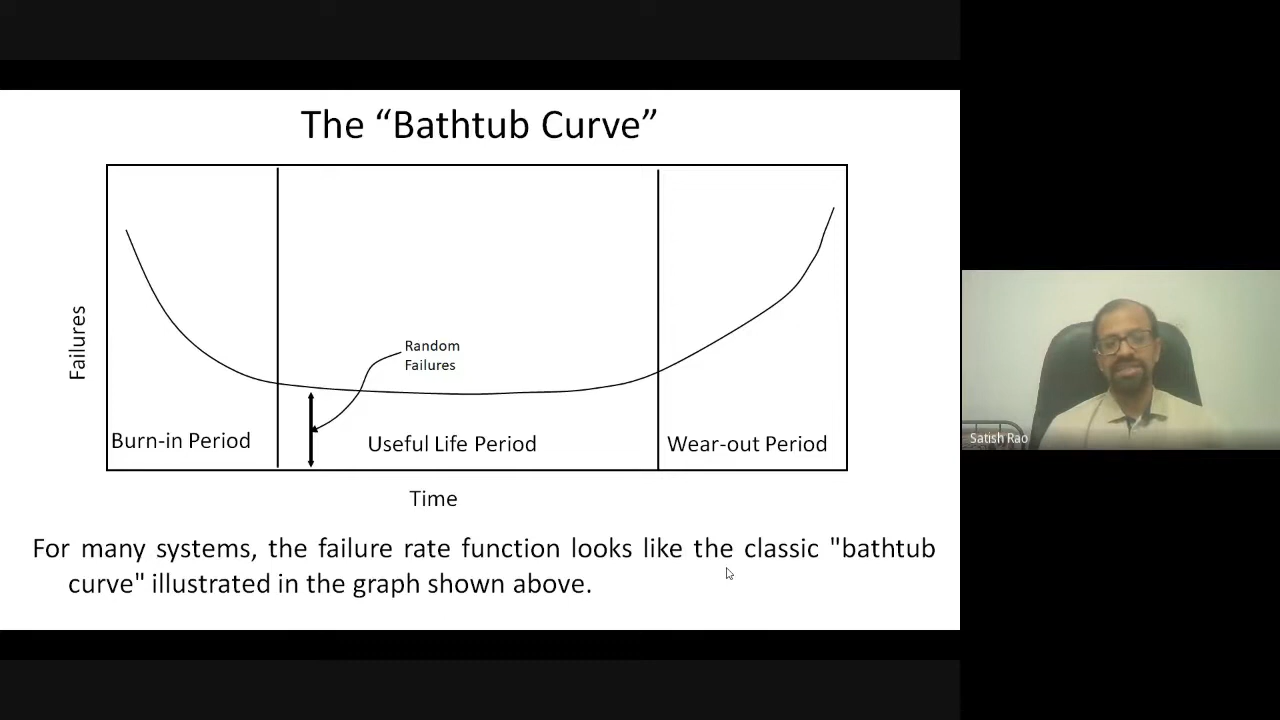 The “Bathtub Curve”
Failures
Random
Failures
Burn-in Period
Useful Life Period
Wear-out Period
Time
For many systems, the failure rate function looks like the classic "bathtub
curve" illustrated in the graph shown above.
Satish Rao